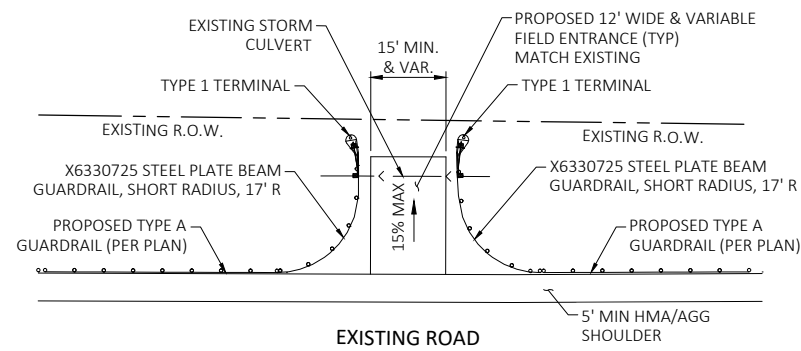 EXISTING STORM
CULVERT
15' MIN.
& VAR.
PROPOSED 12' WIDE & VARIABLE
FIELD ENTRANCE (TYP)
MATCH EXISTING
TYPE 1 TERMINAL
TYPE 1 TERMINAL
EXISTING R.O.W.
EXISTING R.O.W.
X6330725 STEEL PLATE BEAM
GUARDRAIL, SHORT RADIUS, 17' R
X6330725 STEEL PLATE BEAM
GUARDRAIL, SHORT RADIUS, 17' R
15% MAX
PROPOSED TYPE A
GUARDRAIL (PER PLAN)
PROPOSED TYPE A
GUARDRAIL (PER PLAN)
5' MIN HMA/AGG
SHOULDER
EXISTING ROAD